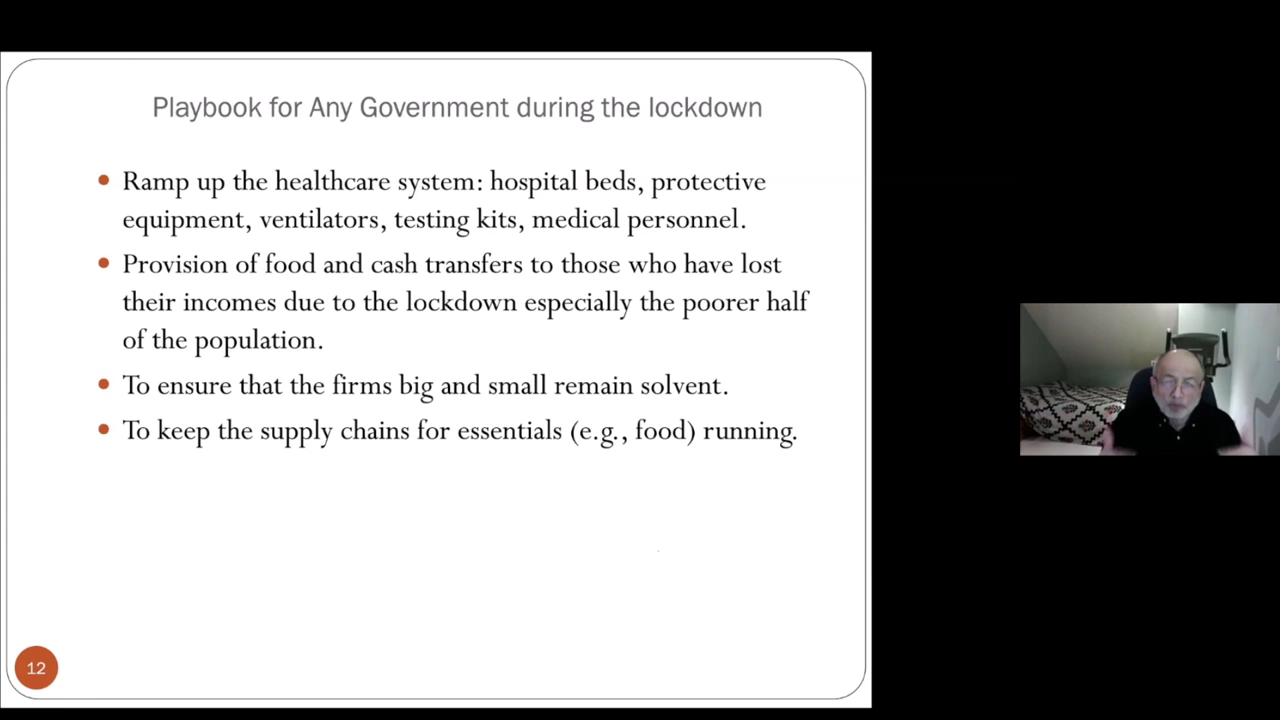 Playbook for Any Government during the lockdown
• Ramp up the healthcare system: hospital beds, protective
equipment, ventilators, testing kits, medical personnel.
• Provision of food and cash transfers to those who have lost
their incomes due to the lockdown especially the poorer half
of the population.
• To ensure that the firms big and small remain solvent.
• To keep the supply chains for essentials (e.g., food) running.
12